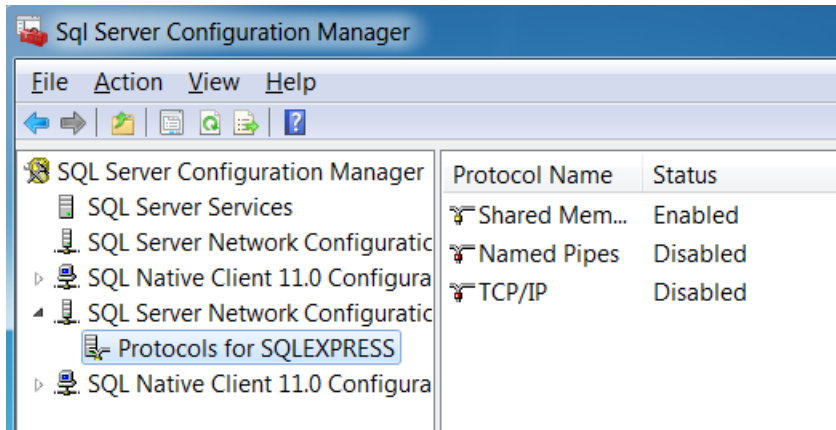 Sql Server Configuration Manager
File Action View Help
SQL Server Configuration Manager
SQL Server Services
SQL Server Network Configuratic
SQL Native Client 11.0 Configura
SQL Server Network Configuratic
Protocols for SQLEXPRESS
SQL Native Client 11.0 Configura
Protocol Name Status
Shared Mem... Enabled
Named Pipes Disabled
TCP/IP Disabled